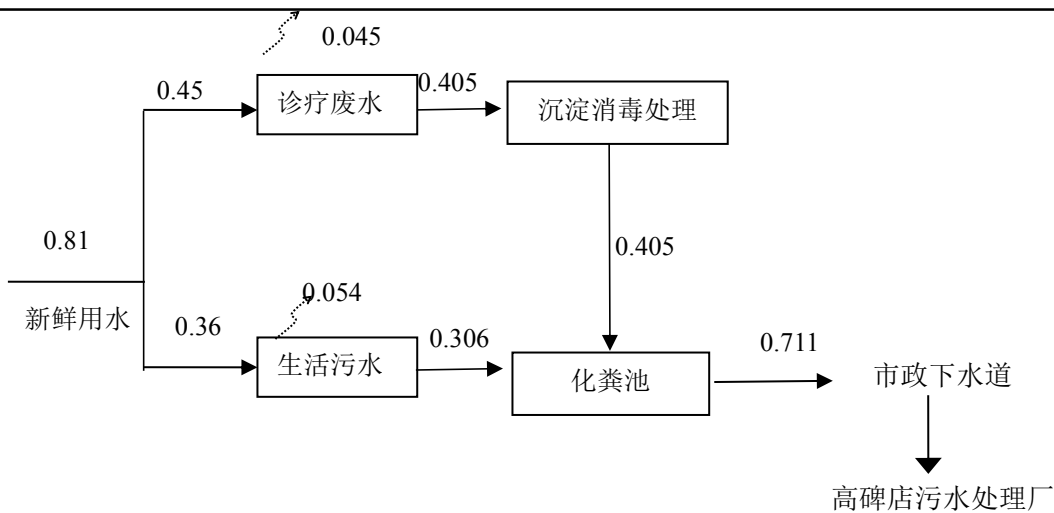 0.045
0.45
诊疗废水
0.405
沉淀消毒处理
0.81
0.405
新鲜用水
0.054
0.36
生活污水
0.306
化粪池
0.711
市政下水道
高碑店污水处理厂